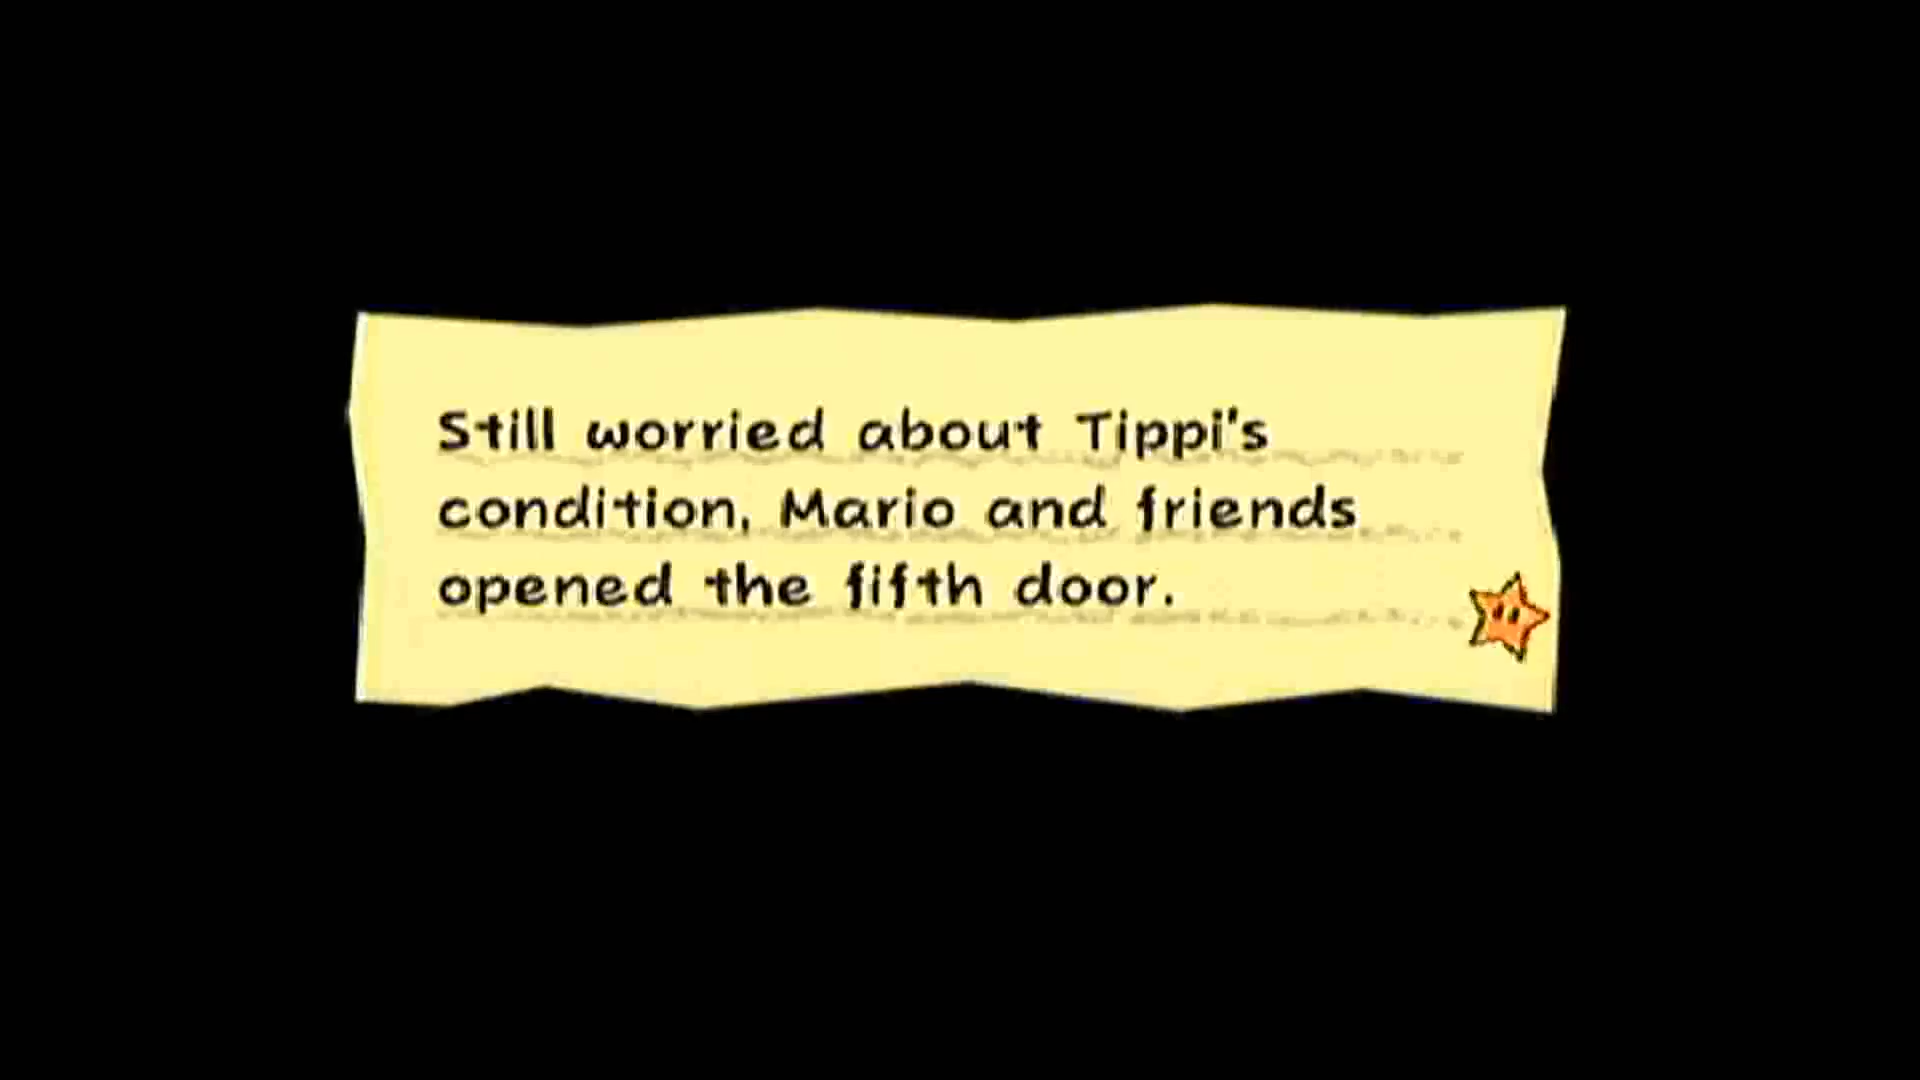 Still worried about Tippi's
condition, Mario and friends
opened the fifth door.